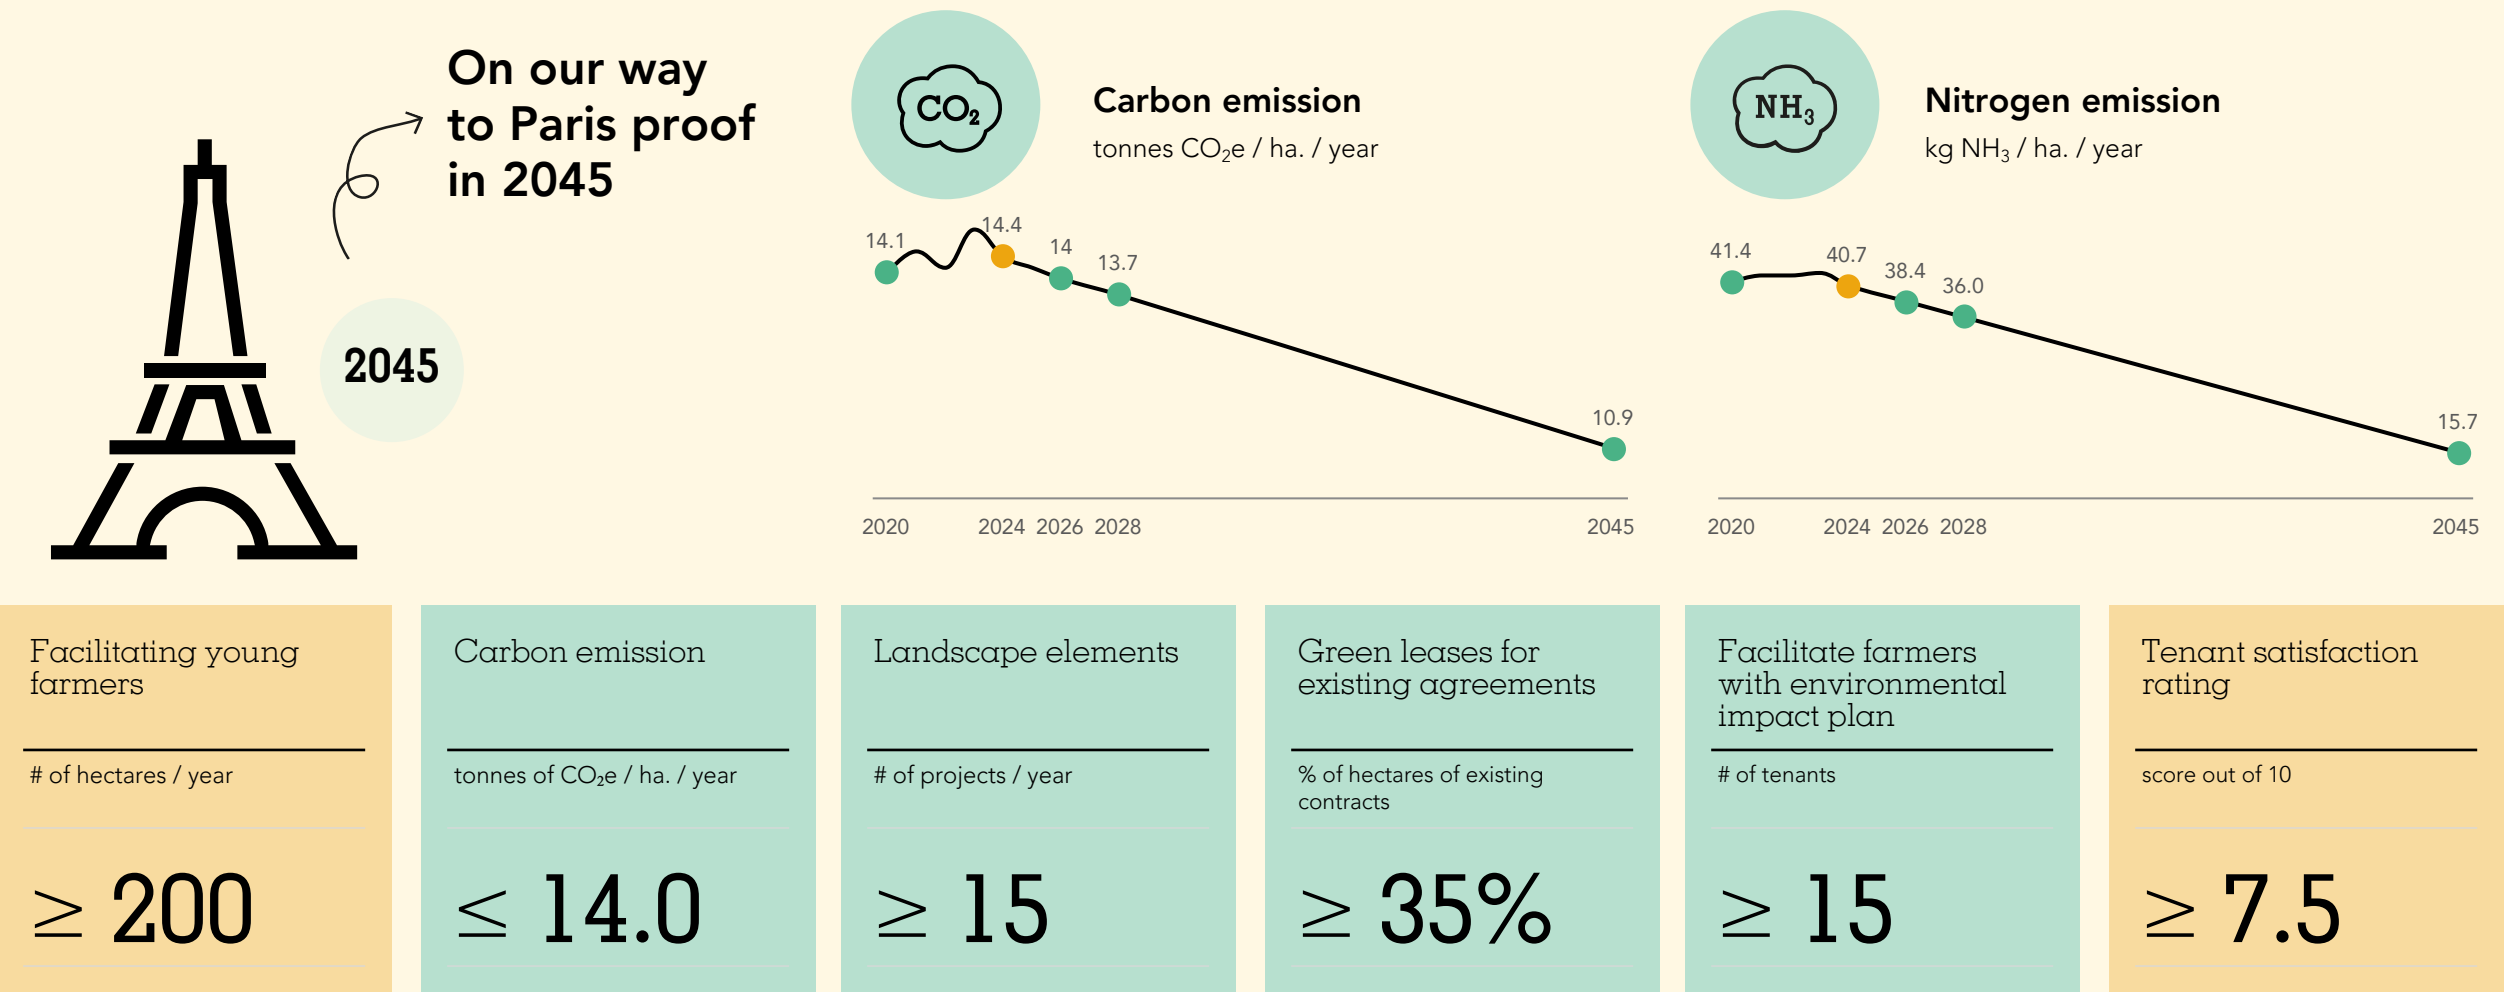 On our way
to Paris proof
in 2045
2045
CO₂
Carbon emission
tonnes CO₂e / ha. / year
14.1
14.4
14
13.7
10.9
2020 2024 2026 2028 2045
NH₃
Nitrogen emission
kg NH₃ / ha. / year
41.4
40.7
38.4
36.0
15.7
2020 2024 2026 2028 2045
Facilitating young
farmers
# of hectares / year
≥ 200
Carbon emission
tonnes of CO₂e / ha. / year
≤ 14.0
Landscape elements
# of projects / year
≥ 15
Green leases for
existing agreements
% of hectares of existing
contracts
≥ 35%
Facilitate farmers
with environmental
impact plan
# of tenants
≥ 15
Tenant satisfaction
rating
score out of 10
≥ 7.5